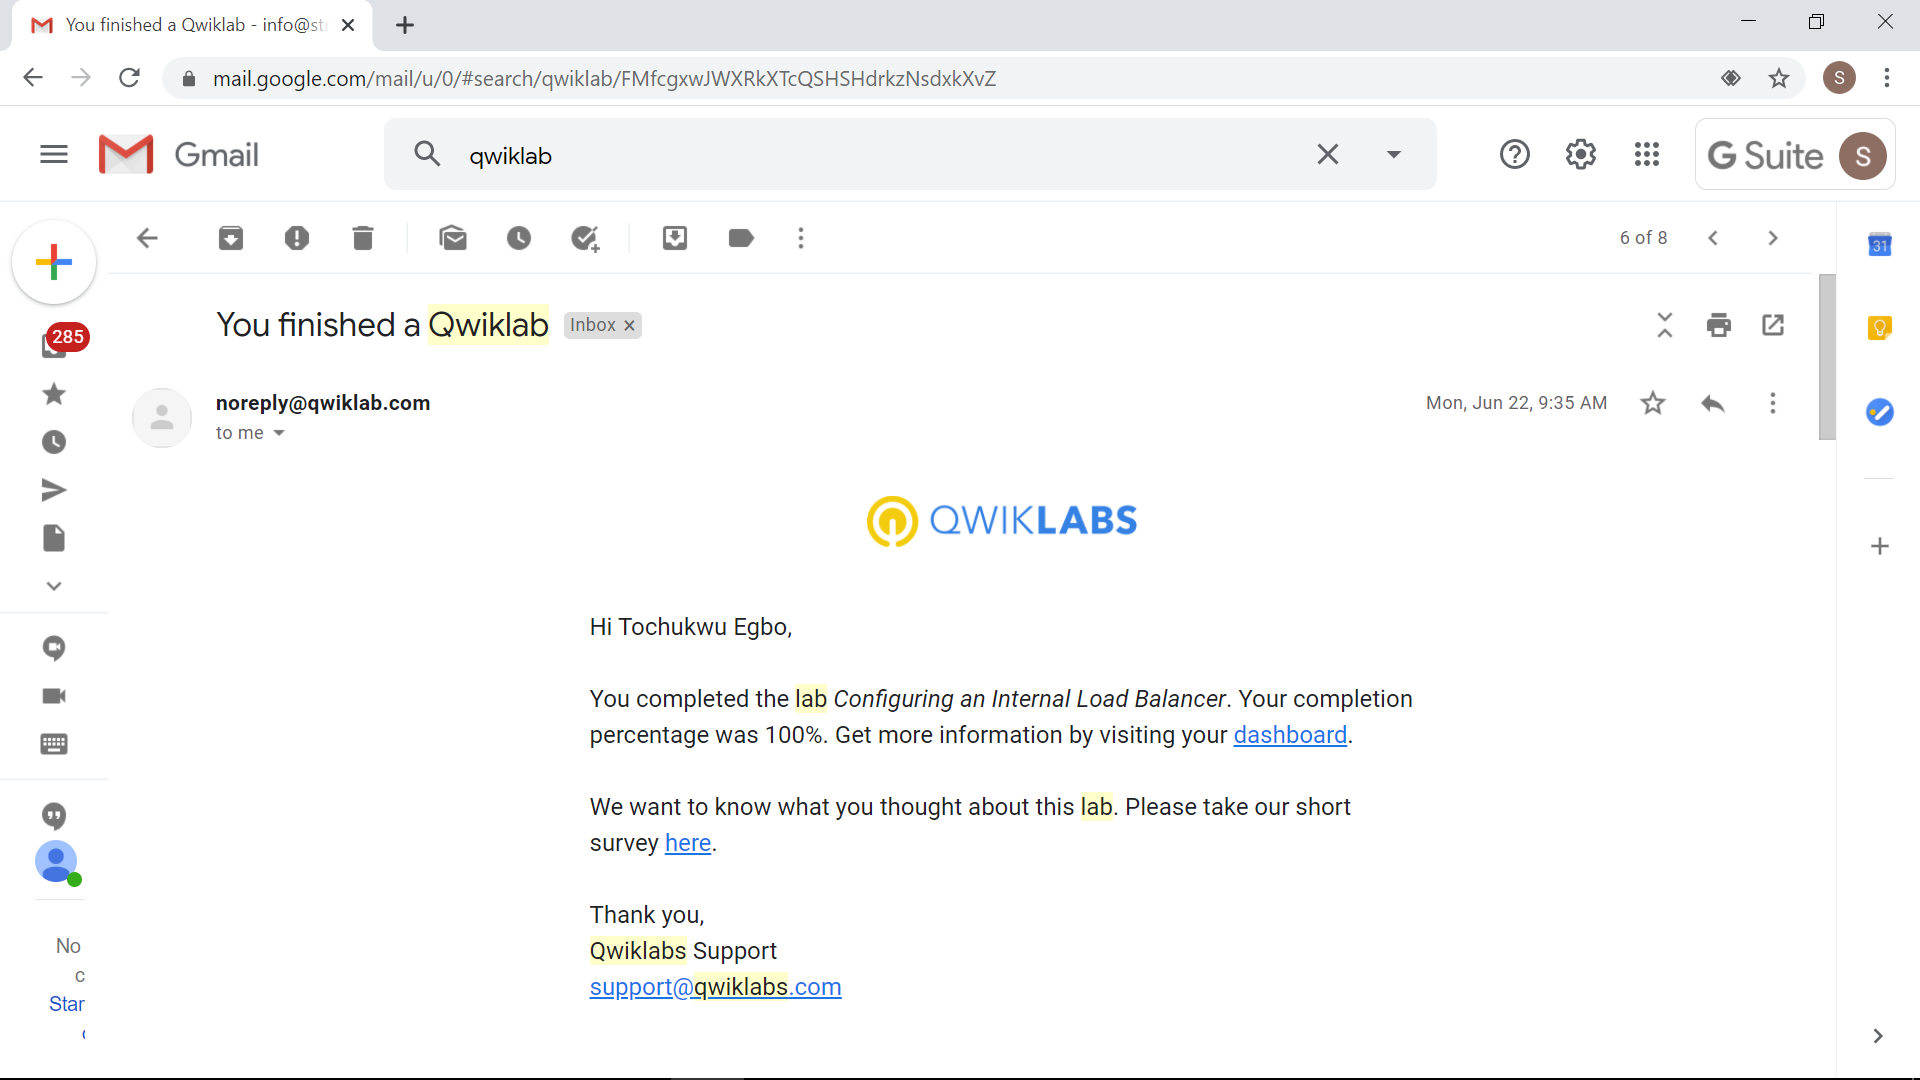 You finished a Qwiklab - info@st
mail.google.com/mail/u/0/#search/qwiklab/FMfcgxwJWXRkXTcQSHSHdrkzNsdxkXvZ
S
Gmail
qwiklab
G Suite
S
6 of 8
31
You finished a Qwiklab
Inbox ×
285
noreply@qwiklab.com
Mon, Jun 22, 9:35 AM
to me
QWIKLABS
Hi Tochukwu Egbo,
You completed the lab Configuring an Internal Load Balancer. Your completion
percentage was 100%. Get more information by visiting your dashboard.
We want to know what you thought about this lab. Please take our short
survey here.
Thank you,
Qwiklabs Support
support@qwiklabs.com
No
c
Star